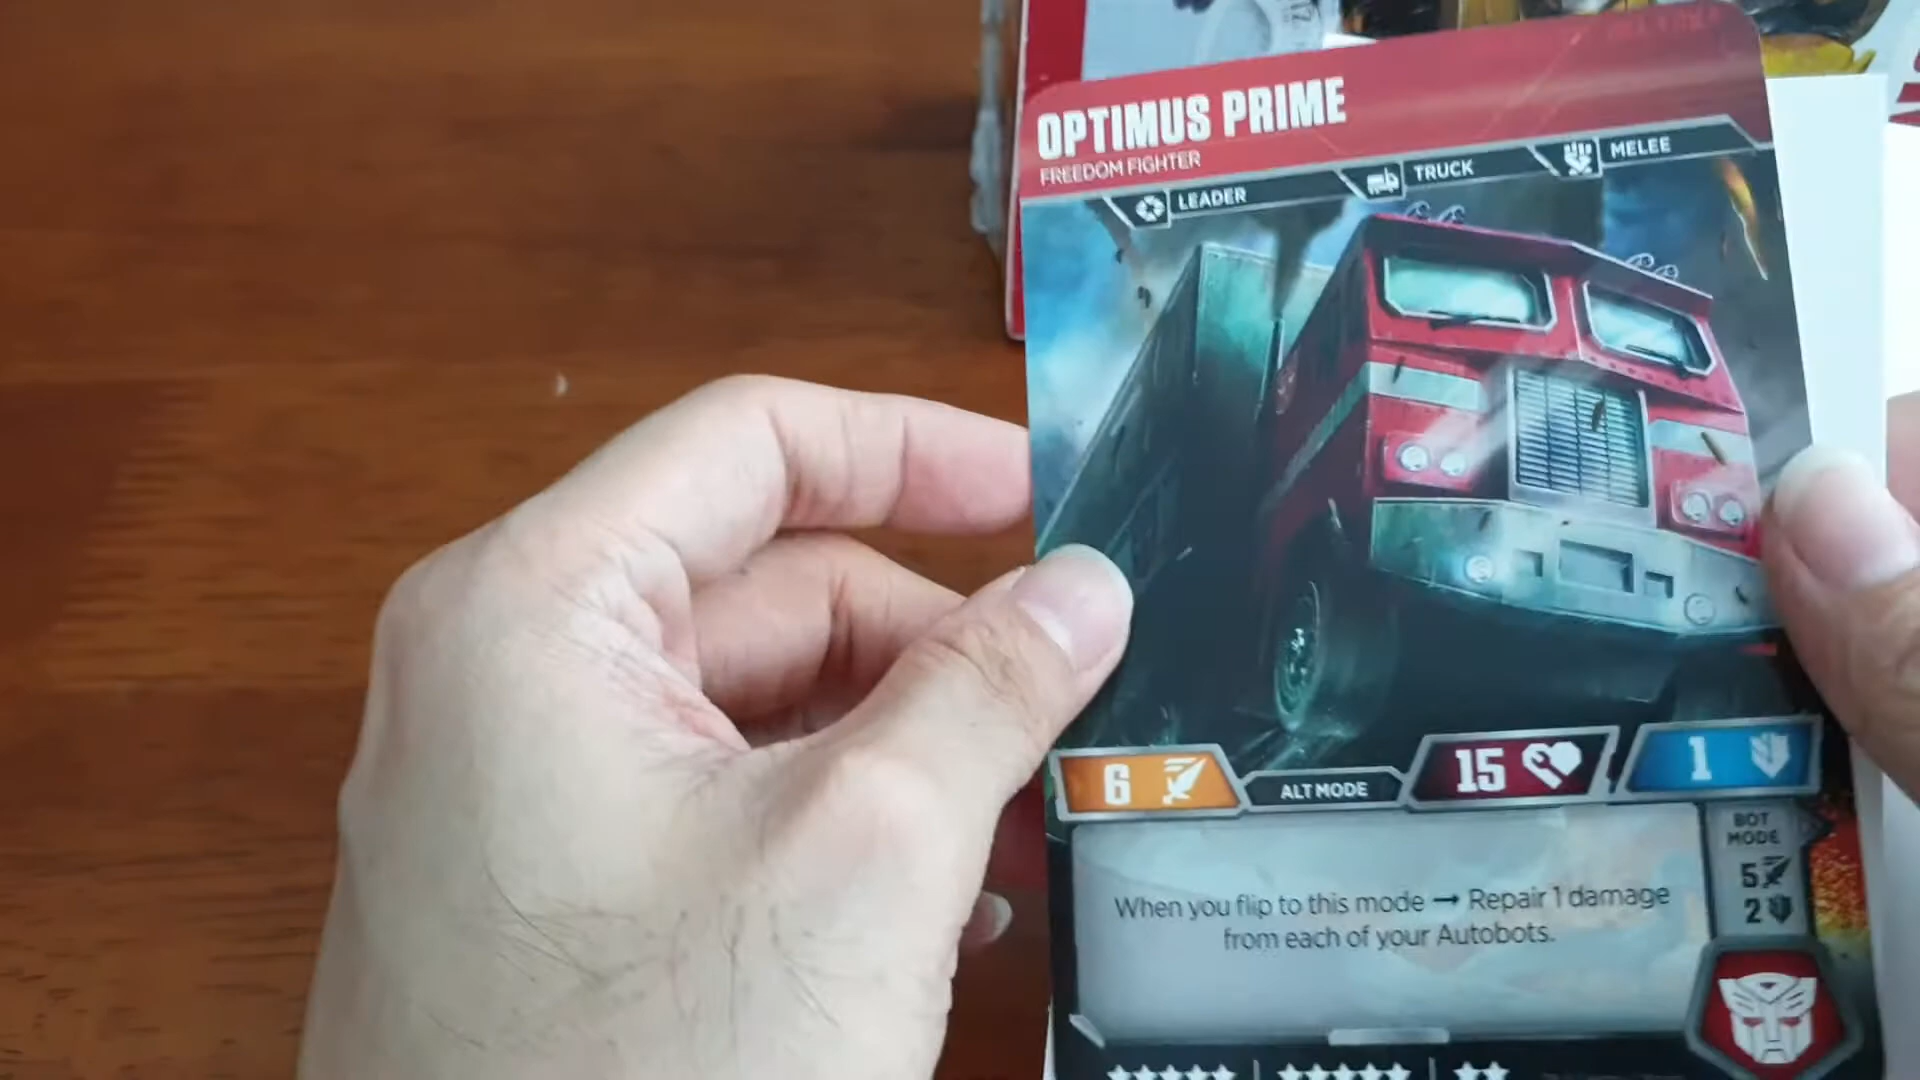 OPTIMUS PRIME
FREEDOM FIGHTER
LEADER
TRUCK
MELEE
6
ALT MODE
15
1
BOT
MODE
5
2
When you flip to this mode → Repair 1 damage
from each of your Autobots.